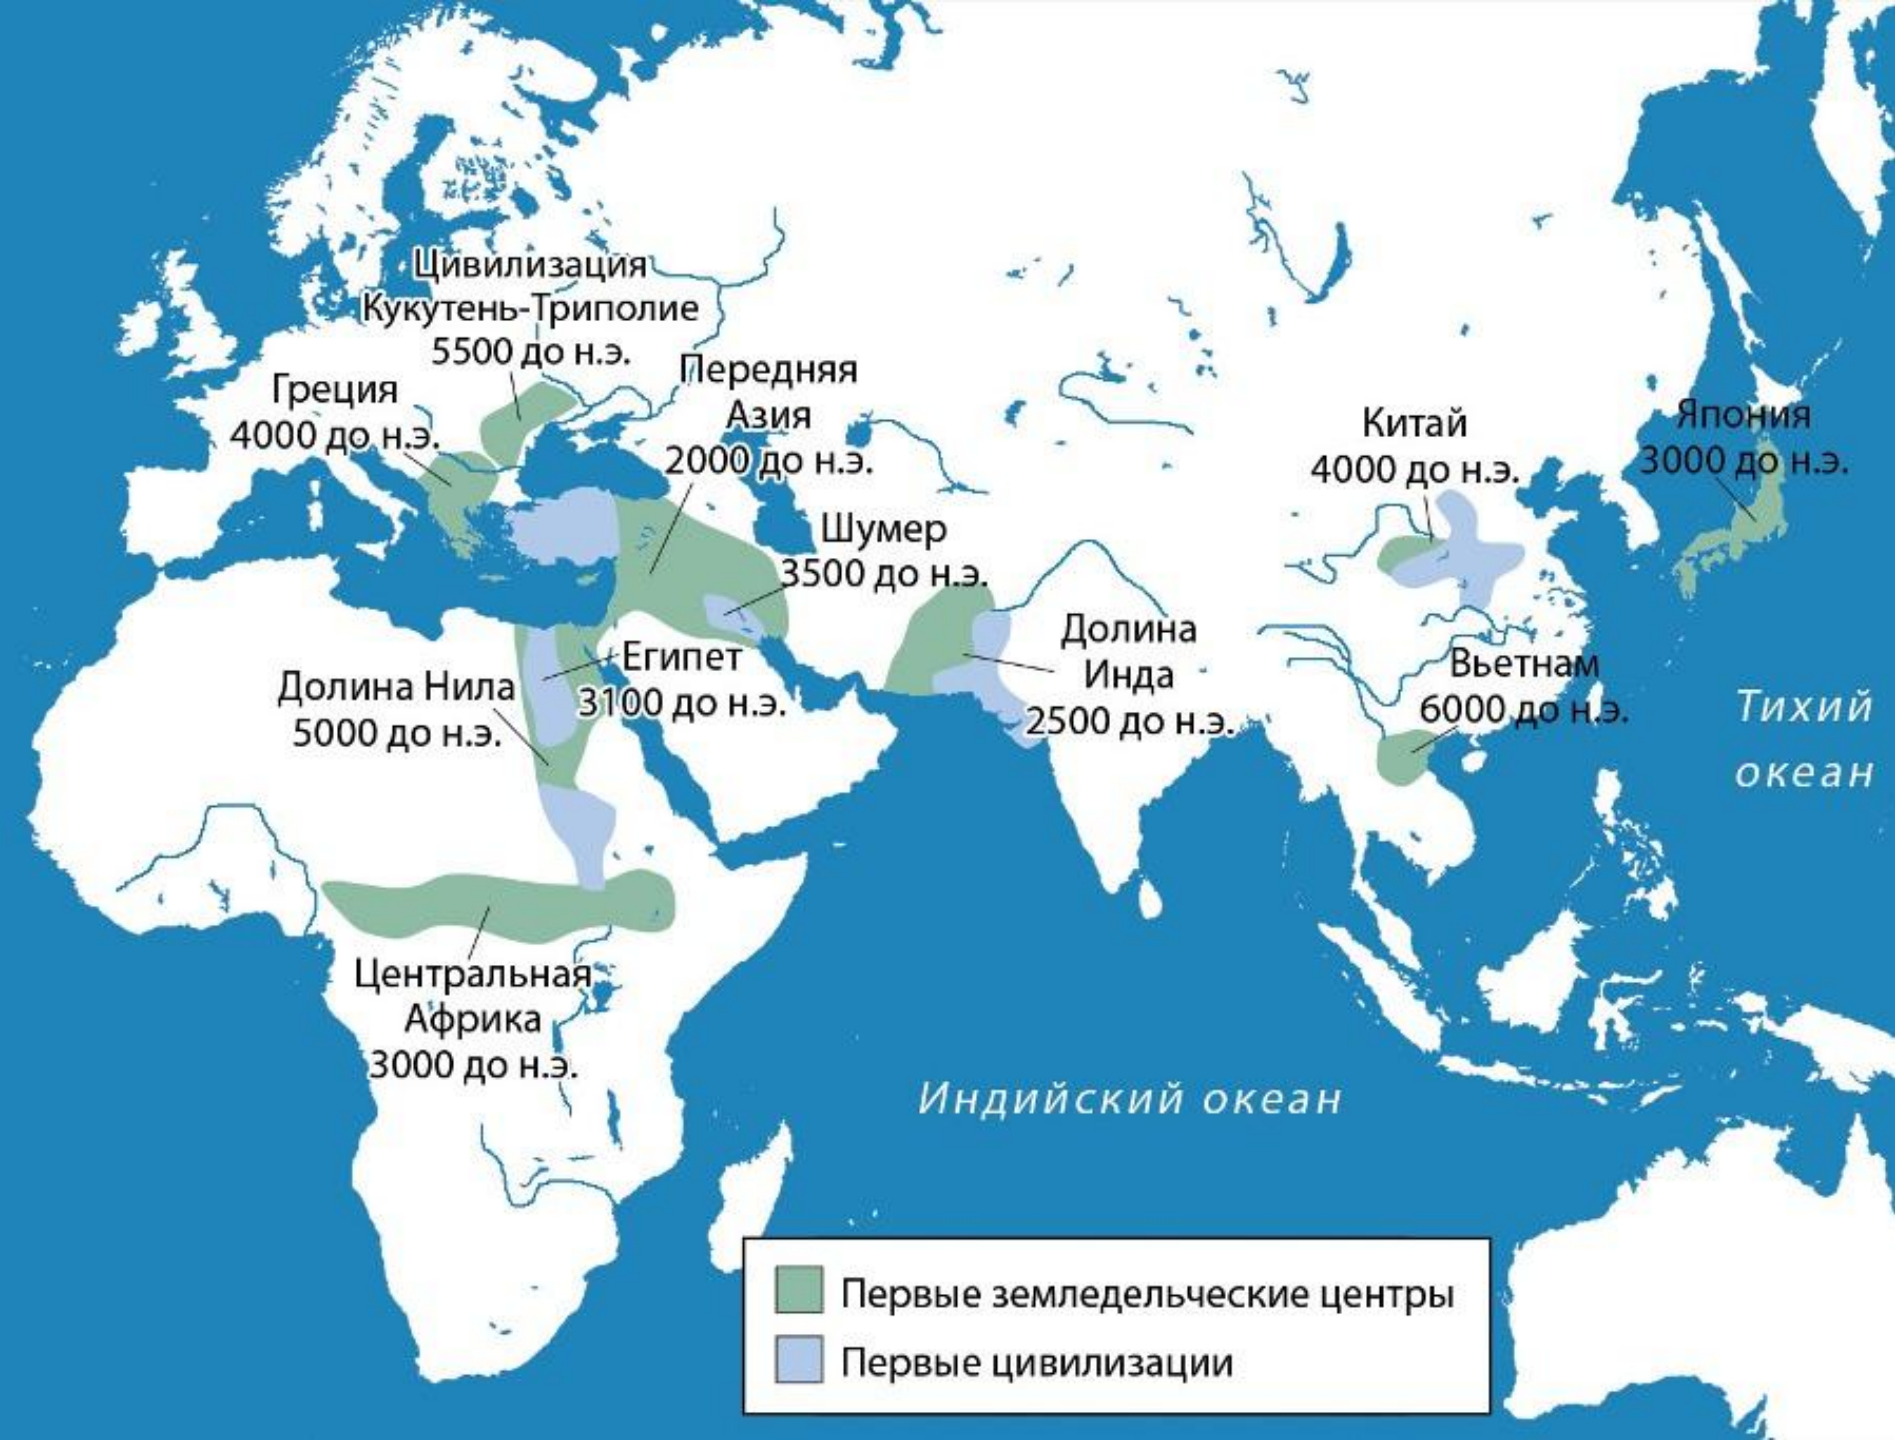 Цивилизация
Кукутень-Триполие
5500 до н.э.
Передняя
Азия
2000 до н.э.
Греция
4000 до н.э.
Китай
4000 до н.э.
Япония
3000 до н.э.
Шумер
3500 до н.э.
Долина
Инда
2500 до н.э.
Египет
3100 до н.э.
Долина Нила
5000 до н.э.
Вьетнам
6000 до н.э.
Тихий
океан
Центральная
Африка
3000 до н.э.
Индийский океан
Первые земледельческие центры
Первые цивилизации